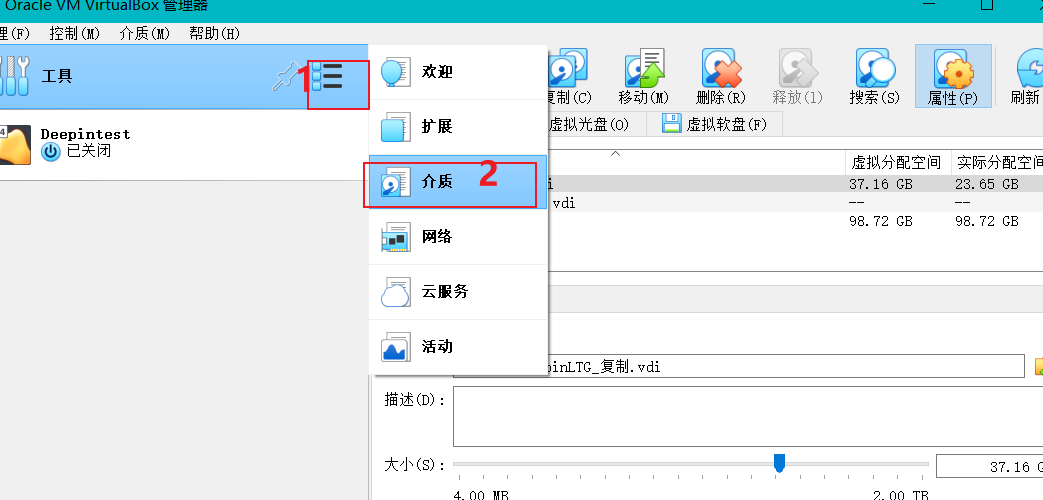 Oracle VM VirtualBox 管理器
理(F) 控制(M) 介质(M) 帮助(H)
工具
1
欢迎
复制(C) 移动(M) 删除(R) 释放(l) 搜索(S) 属性(P) 刷新
Deepintest
已关闭
扩展
虚拟光盘(O) 虚拟软盘(F)
虚拟分配空间 实际分配空间
介质
2
37.16 GB 23.65 GB
.vdi -- --
98.72 GB 98.72 GB
网络
云服务
活动
pinLTG_复制.vdi
描述(D):
大小(S):
37.16 G
4.00 MB 2.00 TB